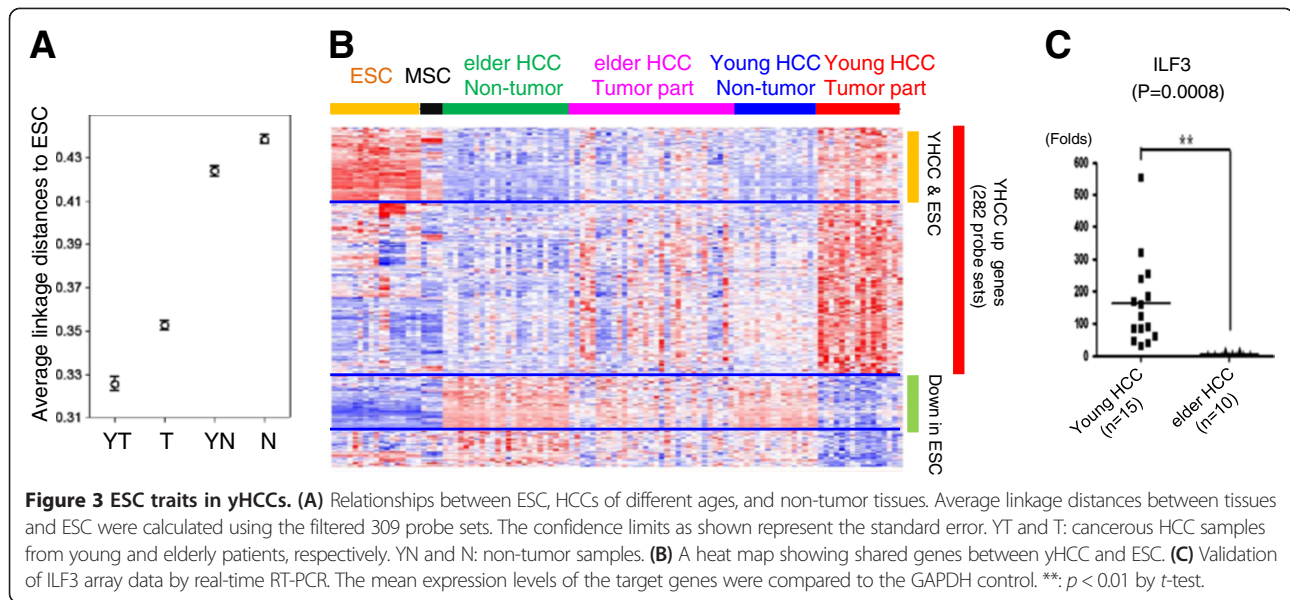 A
Average linkage distances to ESC
0.43
0.41
0.39
0.37
0.35
0.33
0.31
YT T YN N
B
ESC MSC elder HCC Non-tumor elder HCC Tumor part Young HCC Non-tumor Young HCC Tumor part
YHCC & ESC
Down in ESC
YHCC up genes
(282 probe sets)
C
ILF3
(P=0.0008)
(Folds)
**
600
500
400
300
200
100
0
Young HCC
(n=15)
elder HCC
(n=10)
Figure 3 ESC traits in yHCCs. (A) Relationships between ESC, HCCs of different ages, and non-tumor tissues. Average linkage distances between tissues
and ESC were calculated using the filtered 309 probe sets. The confidence limits as shown represent the standard error. YT and T: cancerous HCC samples
from young and elderly patients, respectively. YN and N: non-tumor samples. (B) A heat map showing shared genes between yHCC and ESC. (C) Validation
of ILF3 array data by real-time RT-PCR. The mean expression levels of the target genes were compared to the GAPDH control. **: p < 0.01 by t-test.